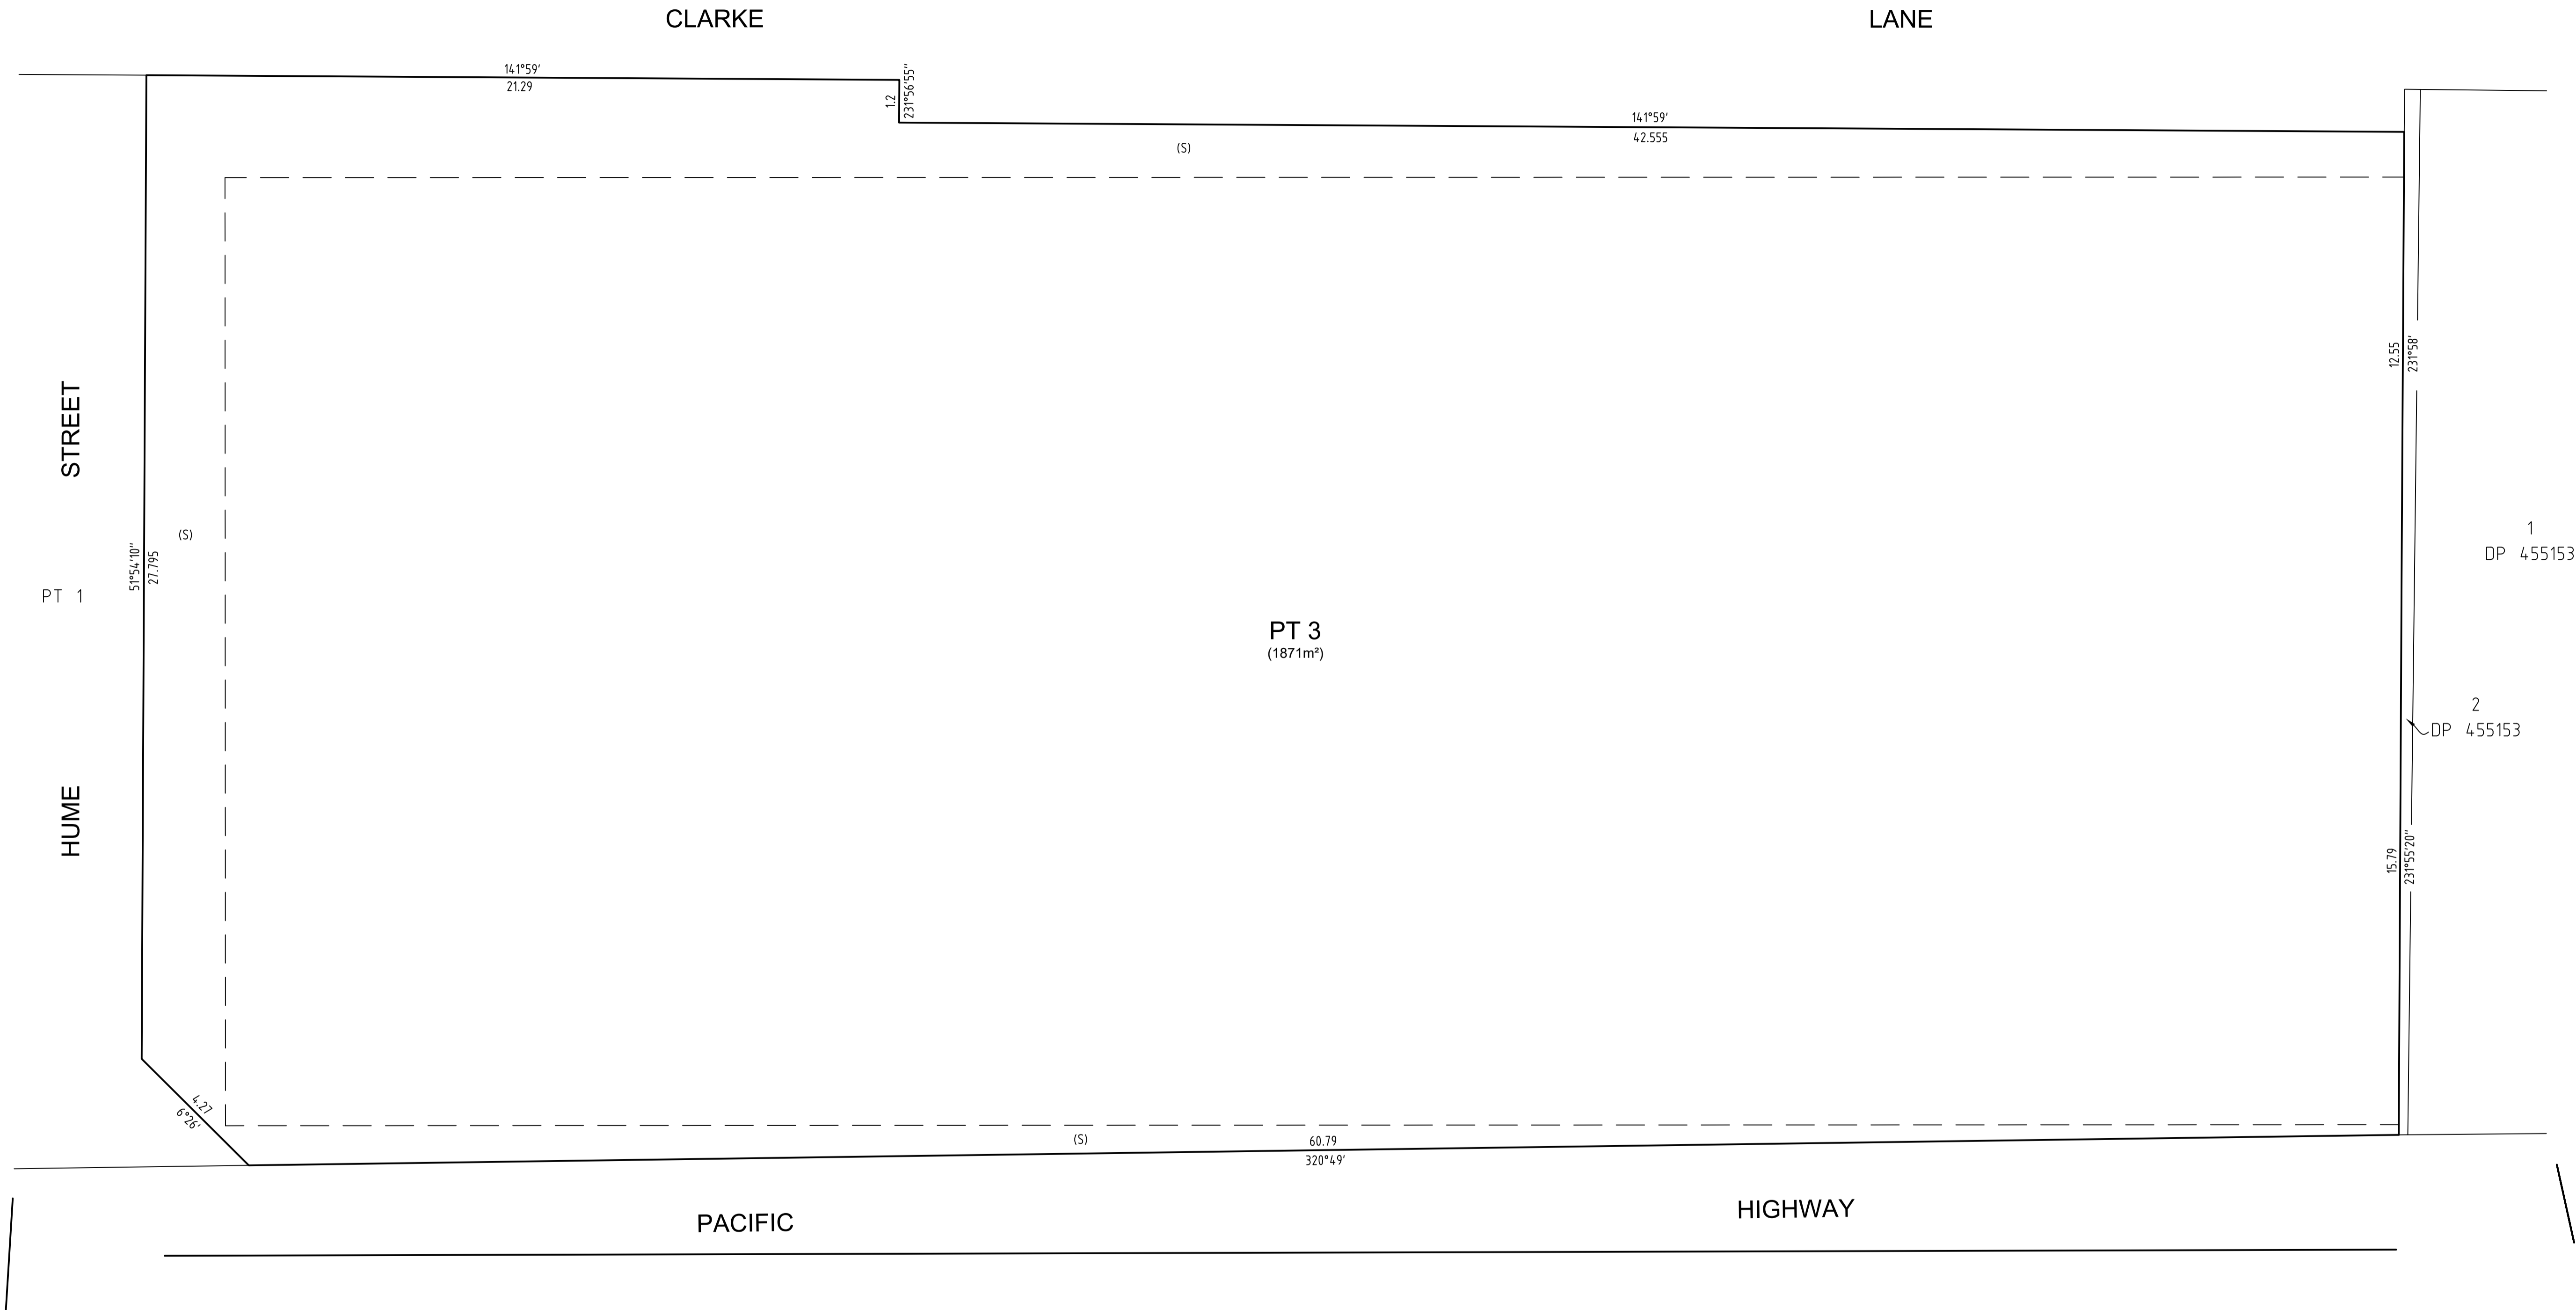 CLARKE
LANE
141°59'
21.29
1.2
231°56'55"
141°59'
42.555
(S)
12.55
231°58'
STREET
HUME
51°54'10"
27.795
(S)
PT 1
PT 3
(1871m²)
1
DP 455153
2
DP 455153
15.79
231°55'20"
4.27
6°26'
(S)
60.79
320°49'
PACIFIC
HIGHWAY